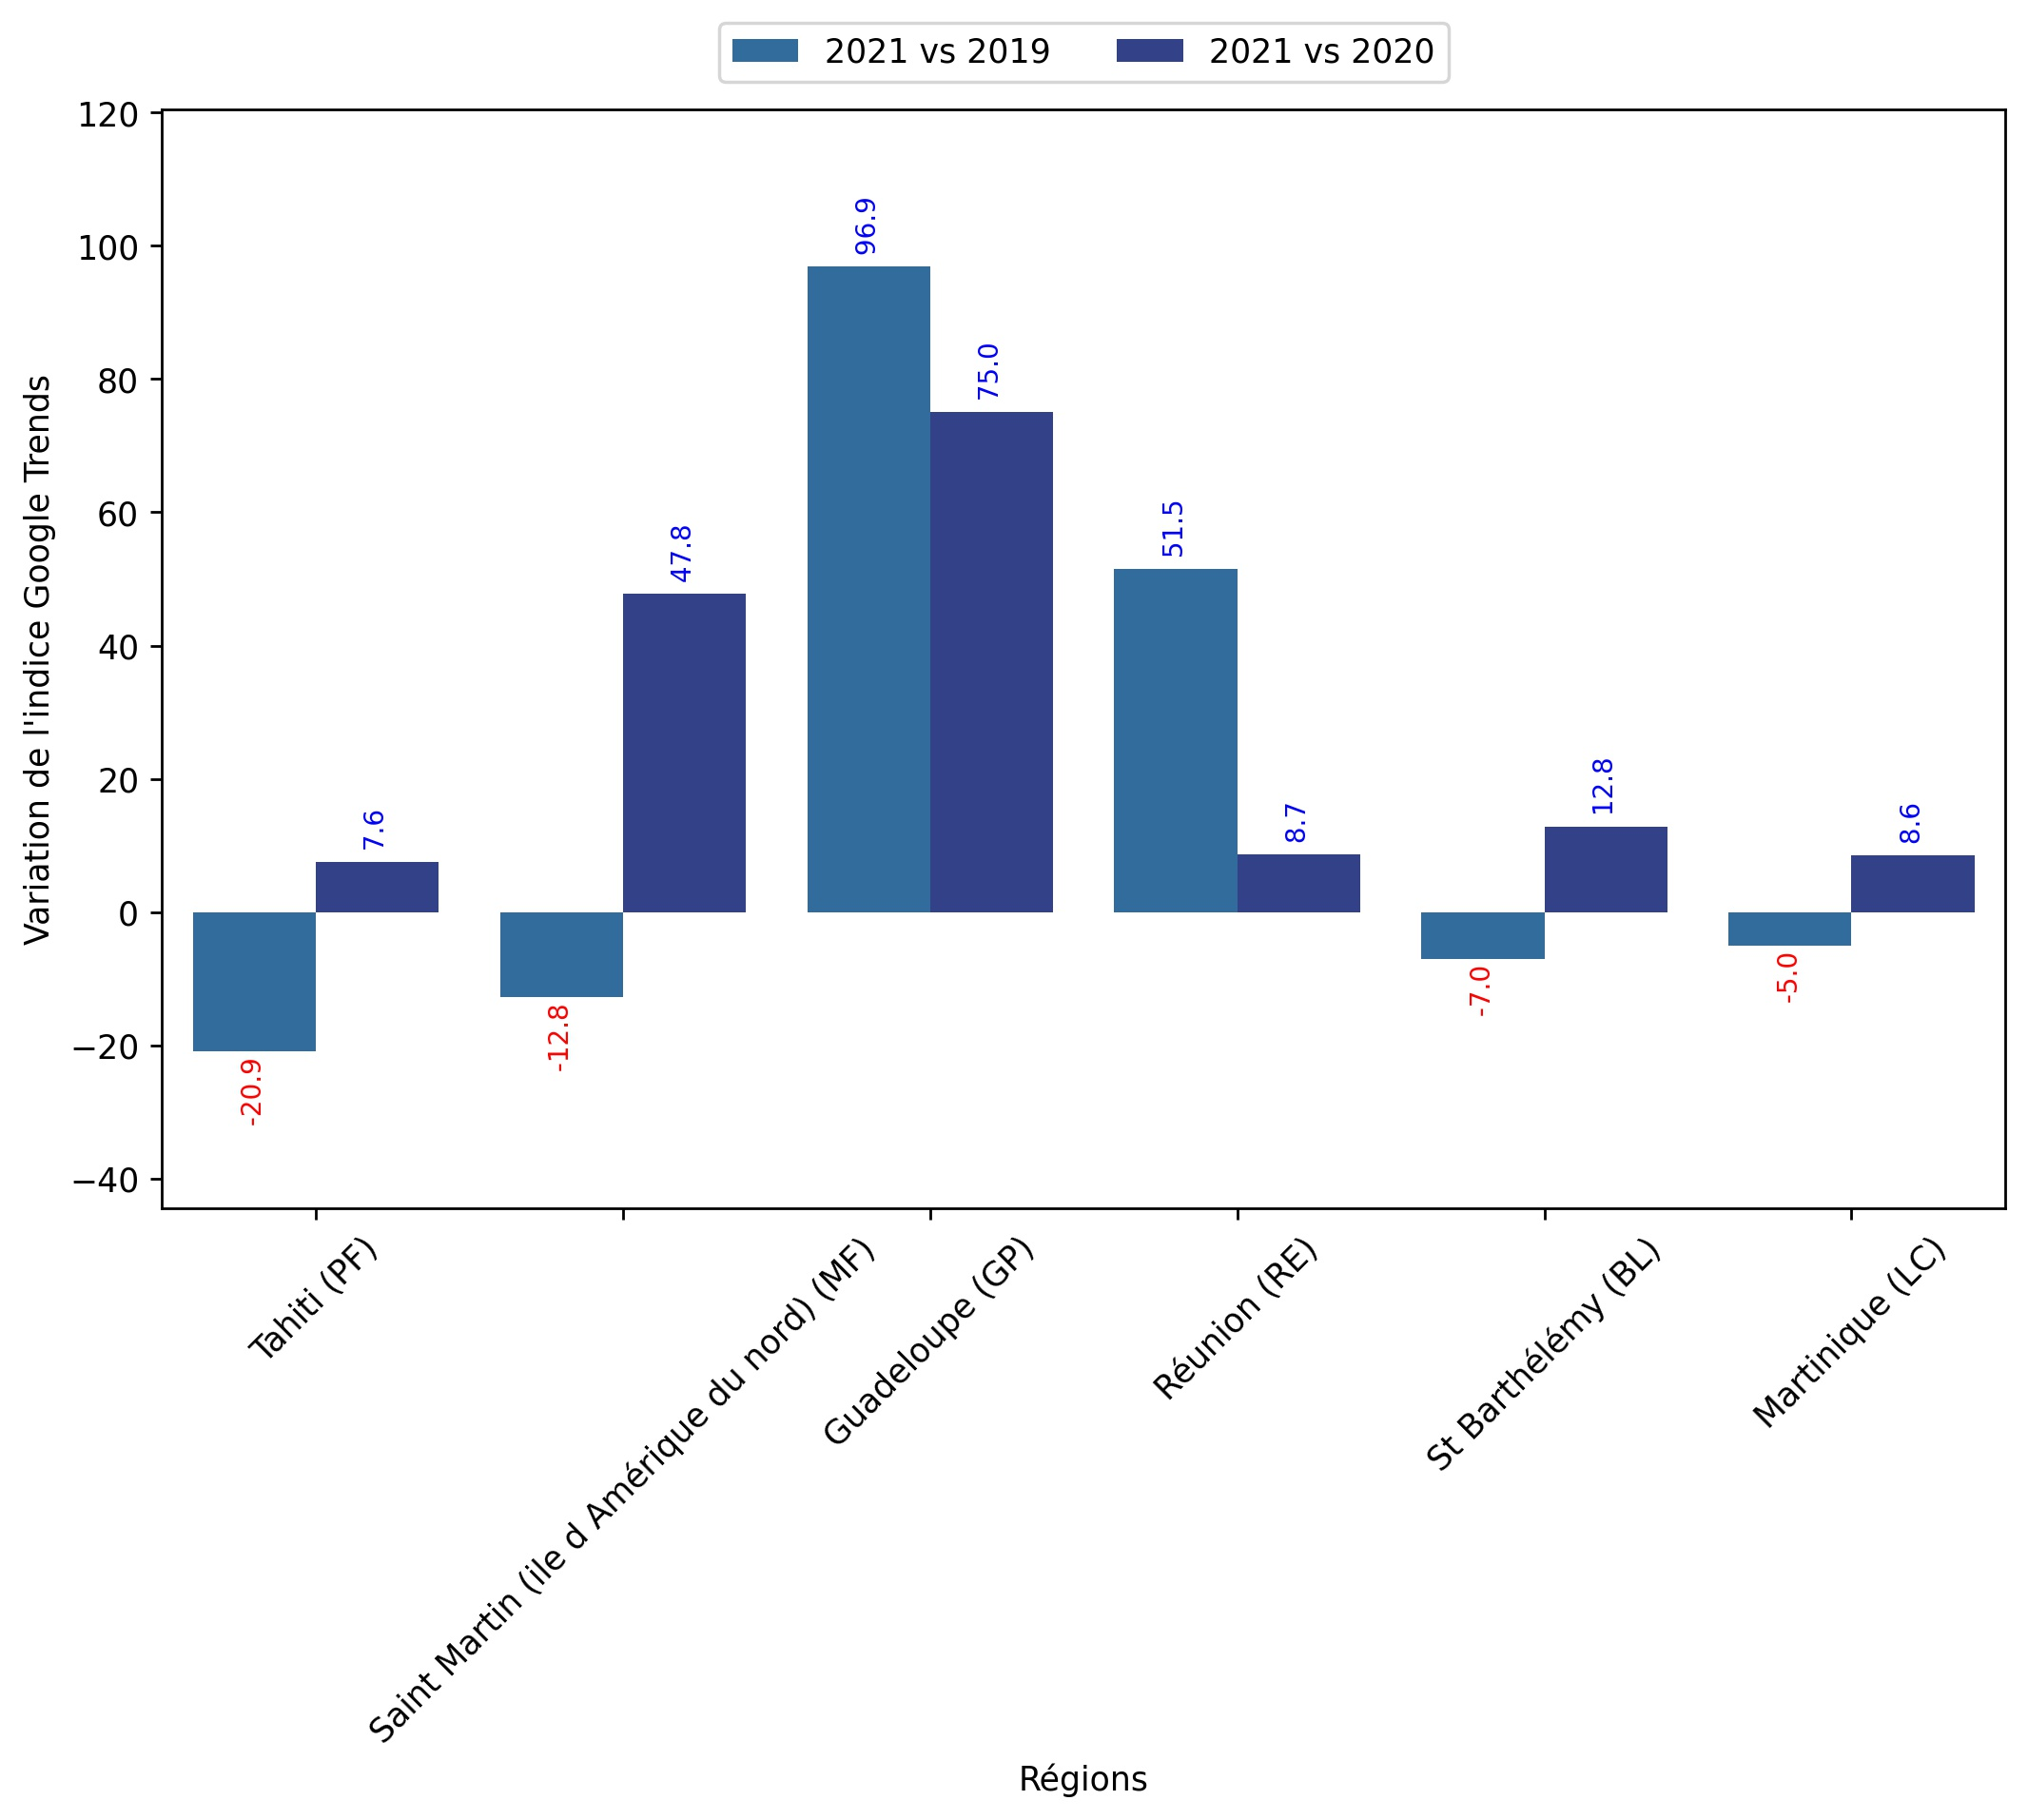 2021 vs 2019
2021 vs 2020
Variation de l'indice Google Trends
120
100
80
60
40
20
0
−20
−40
-20.9
7.6
-12.8
47.8
96.9
75.0
51.5
8.7
-7.0
12.8
-5.0
8.6
Tahiti (PF)
Saint Martin (ile d Amérique du nord) (MF)
Guadeloupe (GP)
Réunion (RE)
St Barthélémy (BL)
Martinique (LC)
Régions